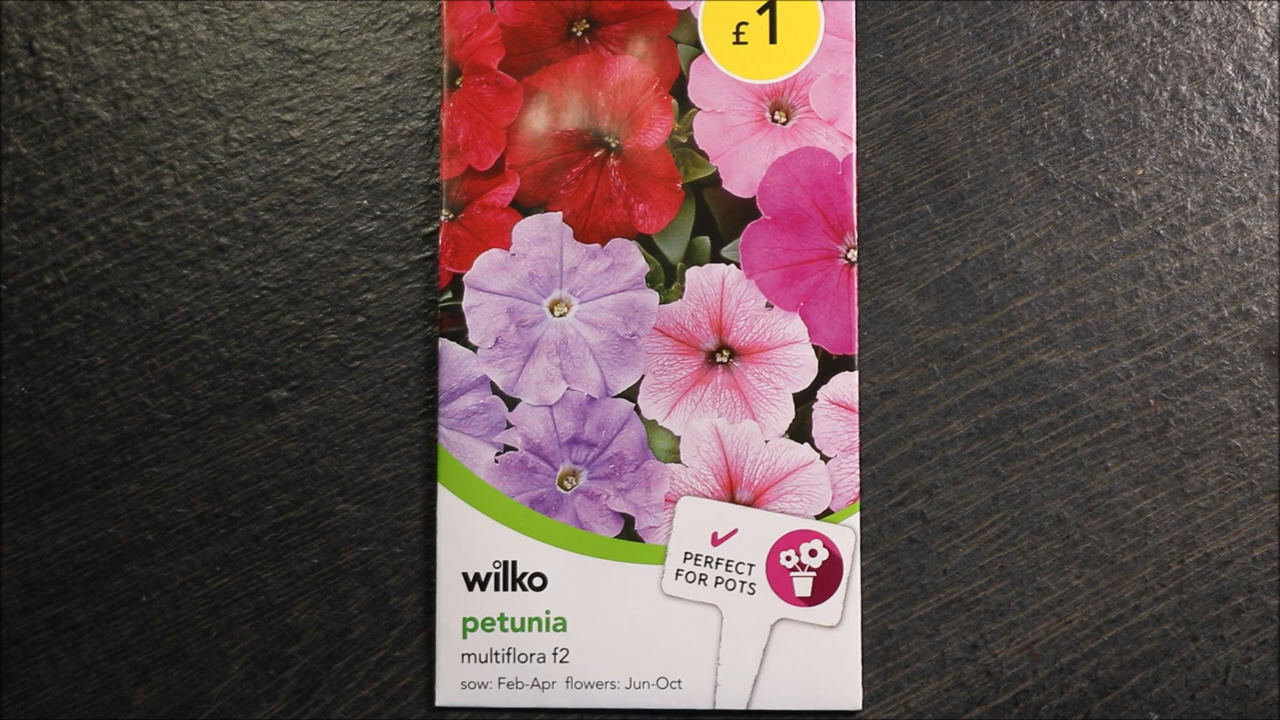 £1
PERFECT
FOR POTS
wilko
petunia
multiflora f2
sow: Feb-Apr flowers: Jun-Oct